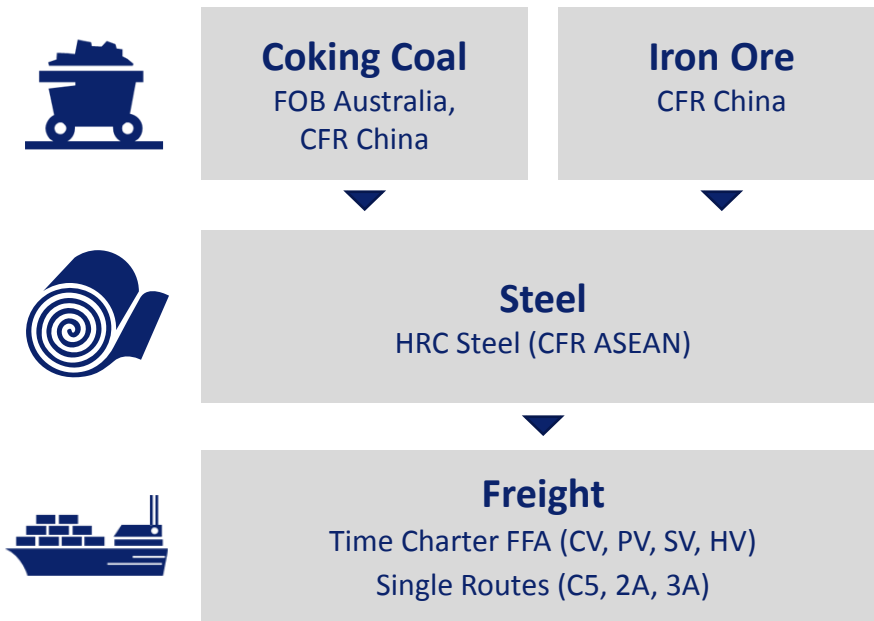 Coking Coal
FOB Australia,
CFR China
Iron Ore
CFR China
Steel
HRC Steel (CFR ASEAN)
Freight
Time Charter FFA (CV, PV, SV, HV)
Single Routes (C5, 2A, 3A)